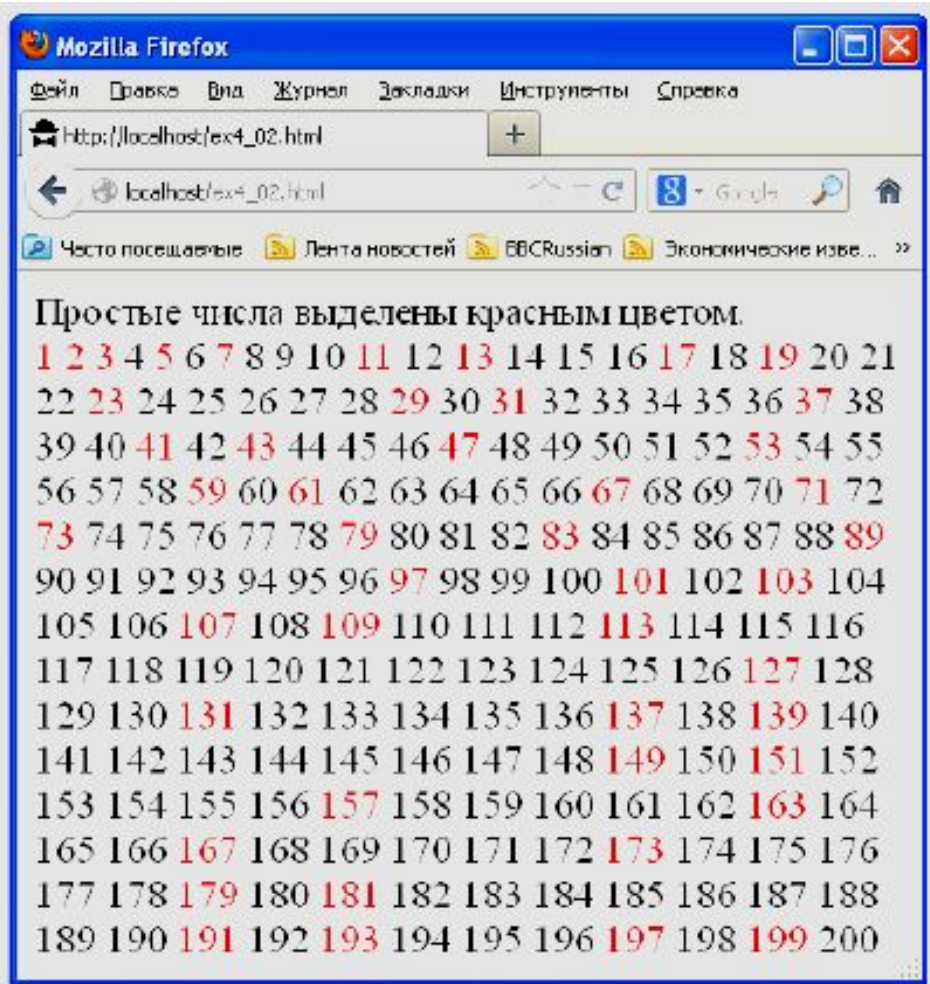 Mozilla Firefox
Файл Правка Вид Журнал Закладки Инструменты Справка
http://localhost/ex4_02.html +
localhost/ex4_02.html 8 Google
Часто посещаемые Лента новостей BBCRussian Экономические изве... »
Простые числа выделены красным цветом.
1 2 3 4 5 6 7 8 9 10 11 12 13 14 15 16 17 18 19 20 21
22 23 24 25 26 27 28 29 30 31 32 33 34 35 36 37 38
39 40 41 42 43 44 45 46 47 48 49 50 51 52 53 54 55
56 57 58 59 60 61 62 63 64 65 66 67 68 69 70 71 72
73 74 75 76 77 78 79 80 81 82 83 84 85 86 87 88 89
90 91 92 93 94 95 96 97 98 99 100 101 102 103 104
105 106 107 108 109 110 111 112 113 114 115 116
117 118 119 120 121 122 123 124 125 126 127 128
129 130 131 132 133 134 135 136 137 138 139 140
141 142 143 144 145 146 147 148 149 150 151 152
153 154 155 156 157 158 159 160 161 162 163 164
165 166 167 168 169 170 171 172 173 174 175 176
177 178 179 180 181 182 183 184 185 186 187 188
189 190 191 192 193 194 195 196 197 198 199 200